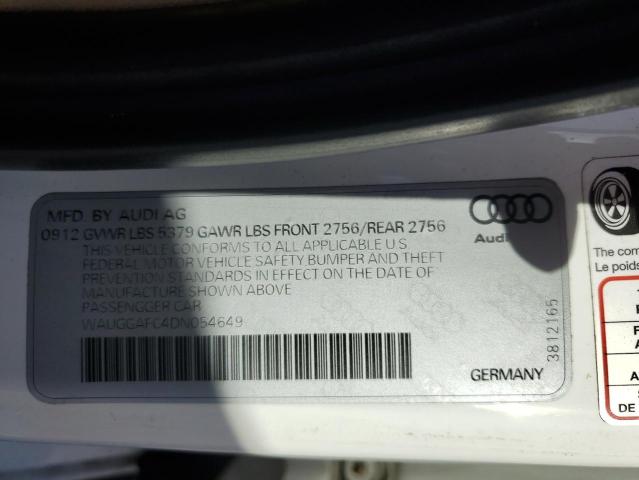 MFD. BY AUDI AG
0912 GVWR LBS 5379 GAWR LBS FRONT 2756/REAR 2756
THIS VEHICLE CONFORMS TO ALL APPLICABLE U.S.
FEDERAL MOTOR VEHICLE SAFETY BUMPER AND THEFT
PREVENTION STANDARDS IN EFFECT ON THE DATE OF
MANUFACTURE SHOWN ABOVE
PASSENGGER CAR
WAUGGAFC4DN054649
Audi
3812165
GERMANY
The com
Le poids
DE